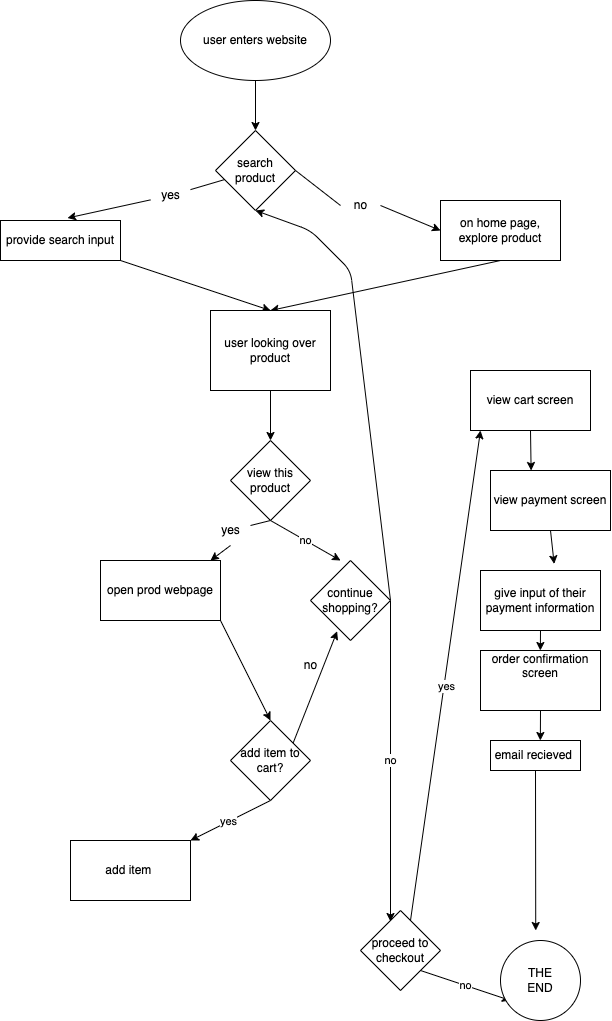 user enters website
search
product
yes
no
provide search input
on home page,
explore product
user looking over
product
view cart screen
view this
product
view payment screen
yes
no
open prod webpage
continue
shopping?
give input of their
payment information
no
order confirmation
screen
yes
add item to
cart?
no
email recieved
yes
add item
proceed to
checkout
no
THE
END